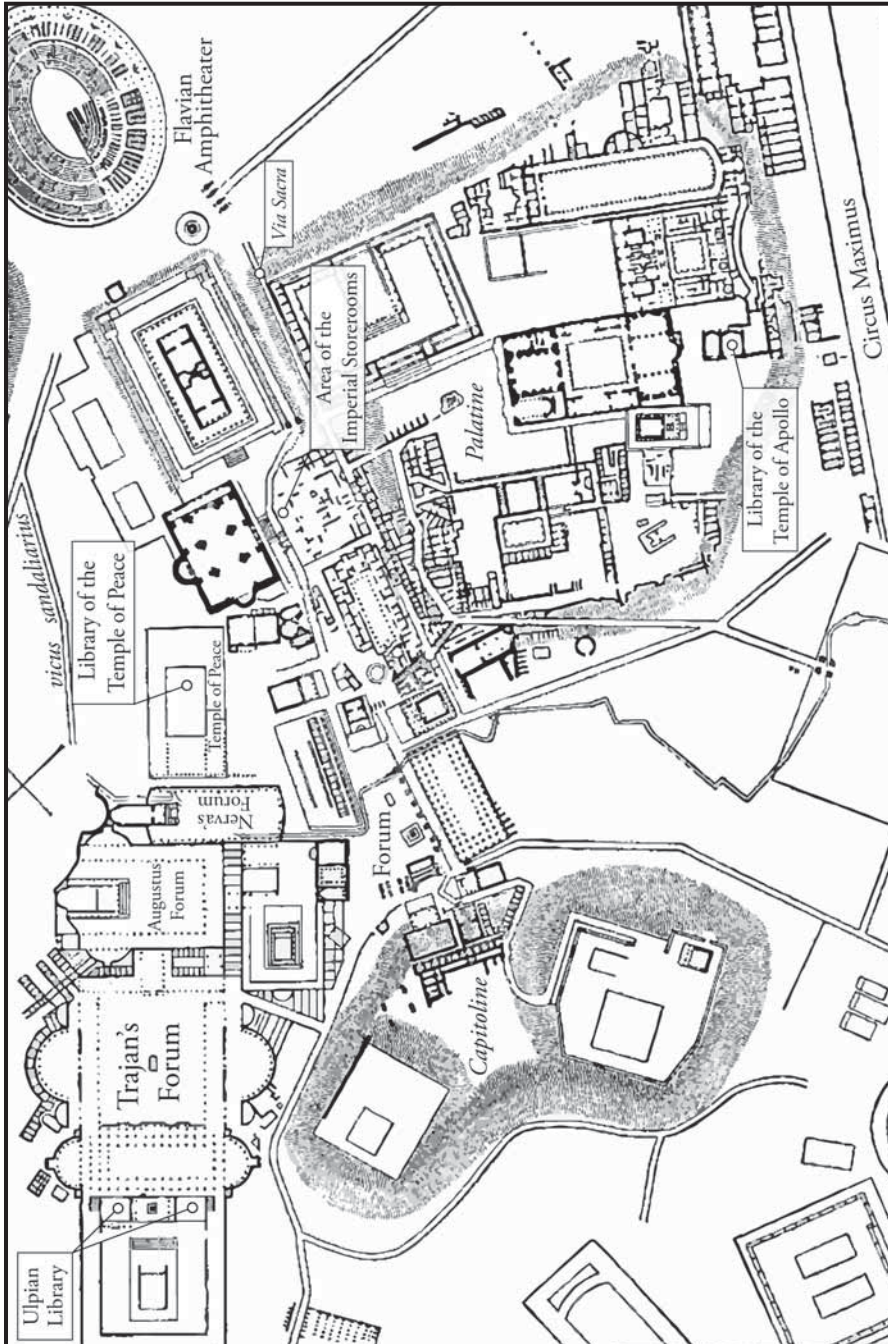 Ulpian
Library
vicus sandaliarius
Library of the
Temple of Peace
Trajan's
Forum
Augustus
Forum
Flavian
Amphitheater
Temple of Peace
Nerva's
Forum
Via Sacra
Area of the
Imperial Storerooms
Forum
Capitoline
Palatine
Library of the
Temple of Apollo
Circus Maximus